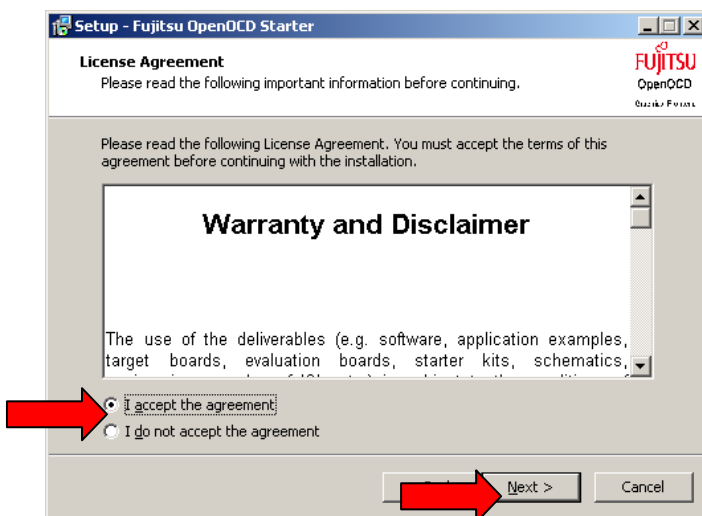 Setup - Fujitsu OpenOCD Starter
License Agreement
Please read the following important information before continuing.
FUJITSU
OpenOCD
Please read the following License Agreement. You must accept the terms of this
agreement before continuing with the installation.
Warranty and Disclaimer
The use of the deliverables (e.g. software, application examples,
target boards, evaluation boards, starter kits, schematics,
I accept the agreement
I do not accept the agreement
Next >
Cancel